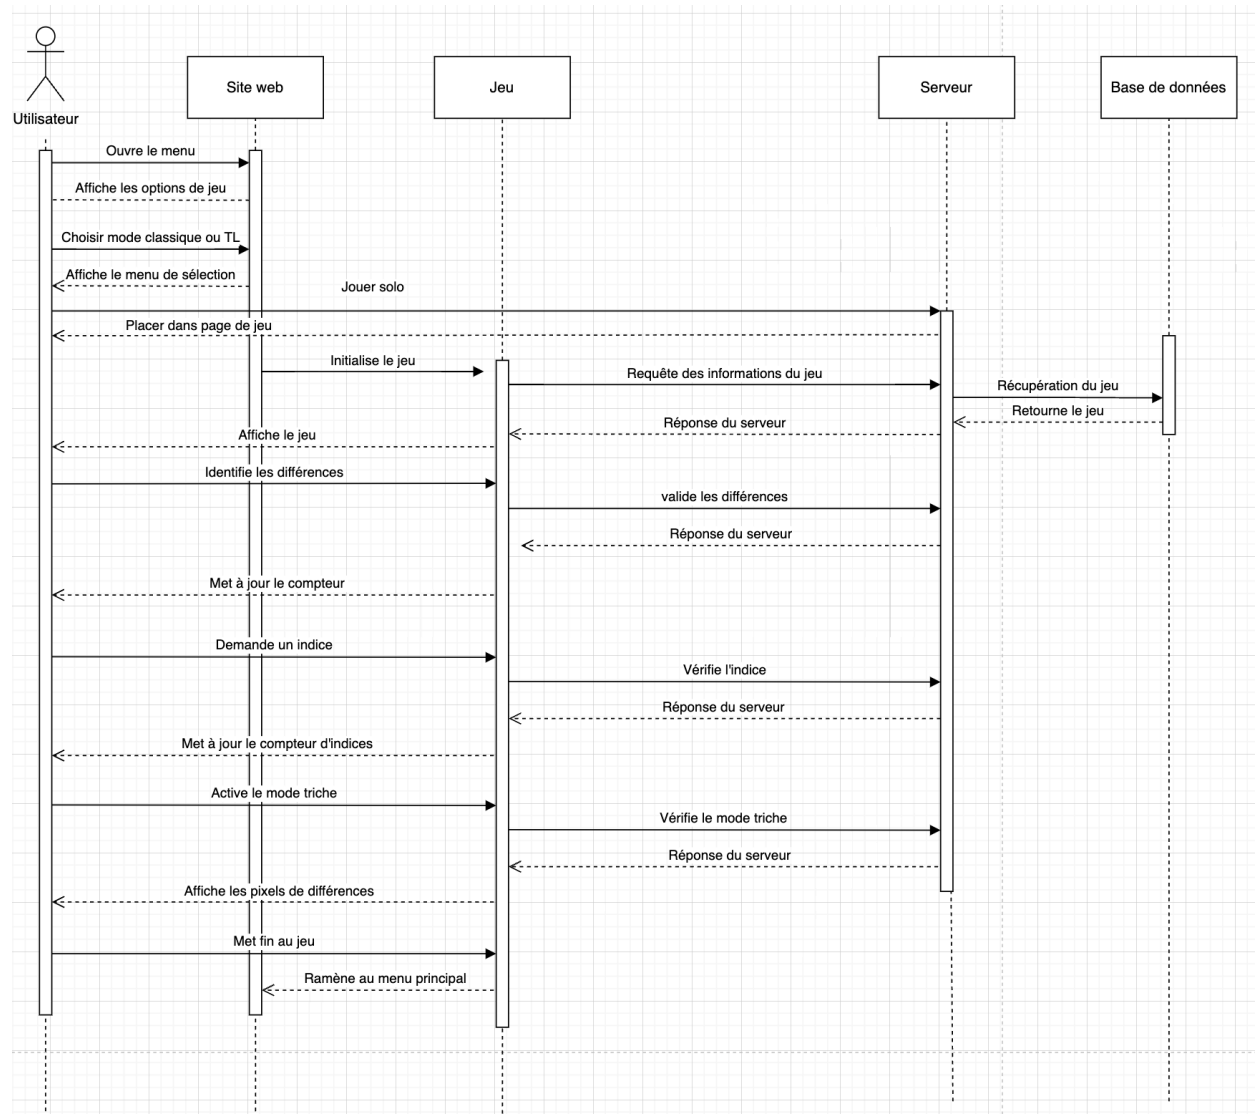 Utilisateur
Site web
Jeu
Serveur
Base de données
Ouvre le menu
Affiche les options de jeu
Choisir mode classique ou TL
Affiche le menu de sélection
Jouer solo
Placer dans page de jeu
Initialise le jeu
Requête des informations du jeu
Récupération du jeu
Retourne le jeu
Réponse du serveur
Affiche le jeu
Identifie les différences
valide les différences
Réponse du serveur
Met à jour le compteur
Demande un indice
Vérifie l'indice
Réponse du serveur
Met à jour le compteur d'indices
Active le mode triche
Vérifie le mode triche
Réponse du serveur
Affiche les pixels de différences
Met fin au jeu
Ramène au menu principal